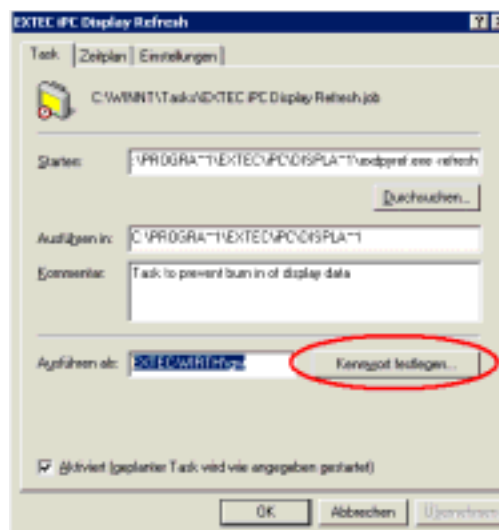 EXTEC iPC Display Refresh
Task Zeitplan Einstellungen
C:\WINNT\Tasks\EXTEC iPC Display Refresh.job
Starten: :\PROGRA~1\EXTEC\iPC\DISPLA~1\exdpyref.exe -refresh
Durchsuchen...
Ausführen in: C:\PROGRA~1\EXTEC\iPC\DISPLA~1
Kommentar: Task to prevent burn in of display data
Ausführen als: Kennwort festlegen...
Aktiviert (geplanter Task wird wie angegeben gestartet)
OK Abbrechen Übernehmen